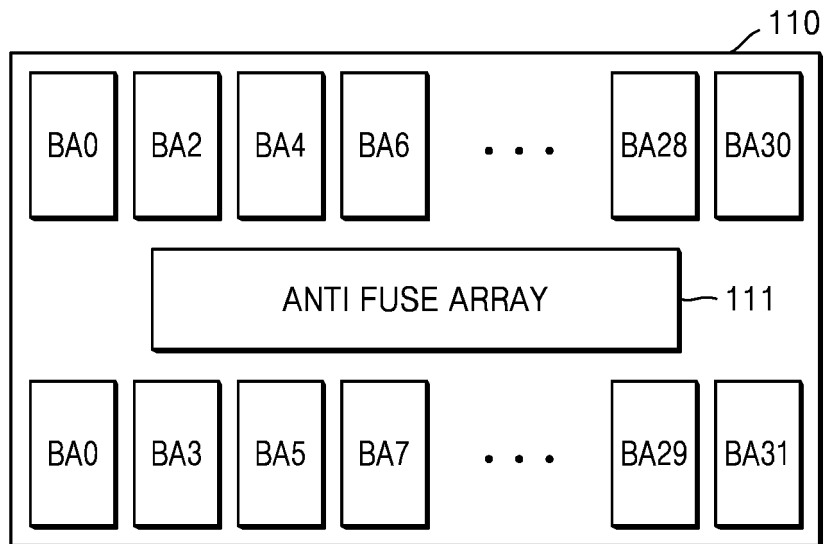 110
BA0 BA2 BA4 BA6 . . . BA28 BA30
ANTI FUSE ARRAY 111
BA0 BA3 BA5 BA7 . . . BA29 BA31